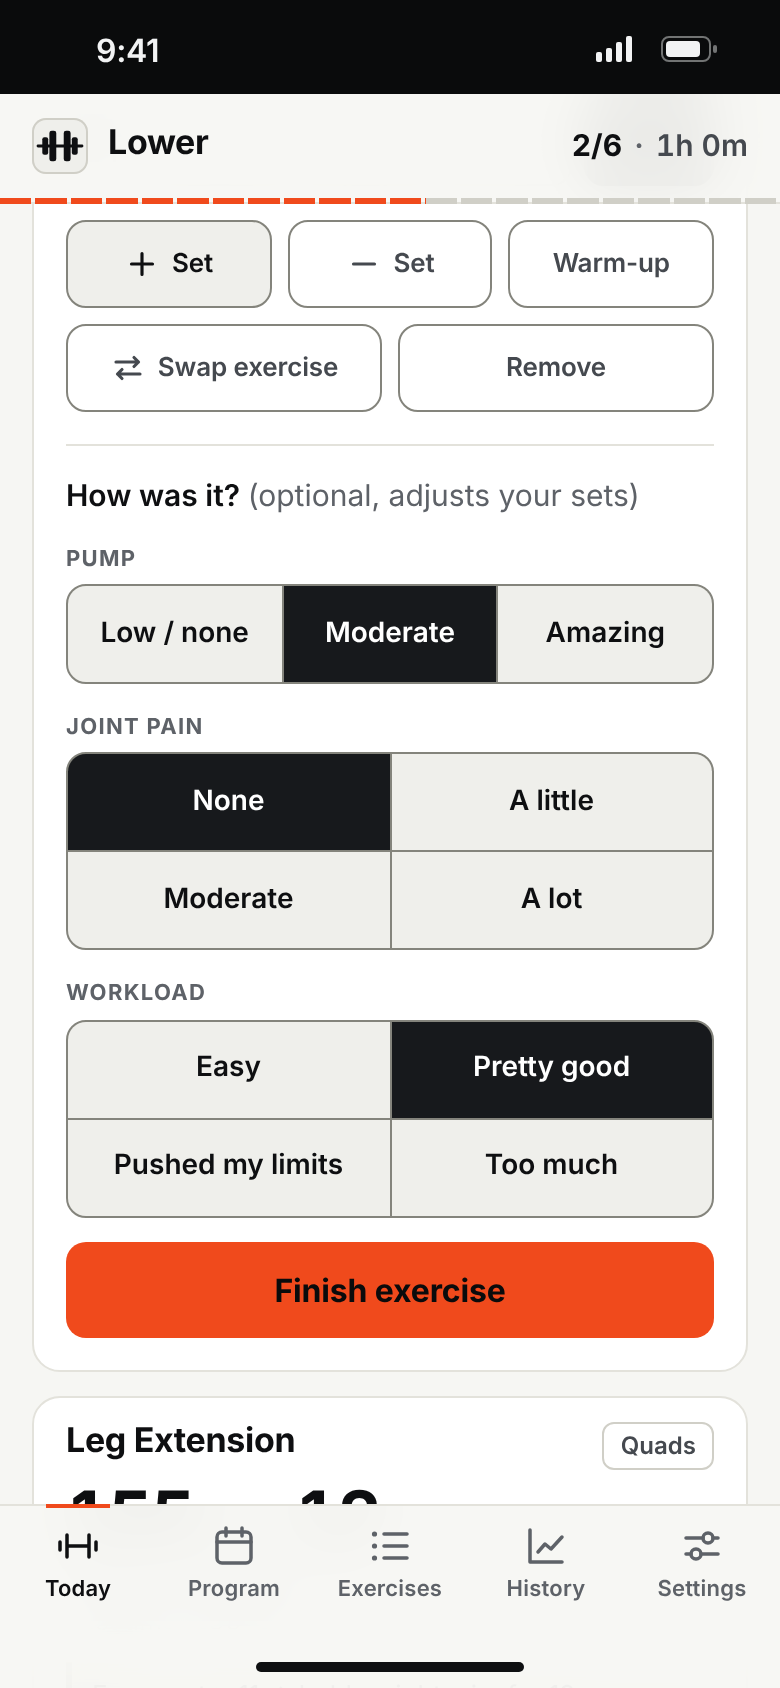 9:41
Lower
2/6 · 1h 0m
+ Set
− Set
Warm-up
Swap exercise
Remove
How was it? (optional, adjusts your sets)
PUMP
Low / none
Moderate
Amazing
JOINT PAIN
None
A little
Moderate
A lot
WORKLOAD
Easy
Pretty good
Pushed my limits
Too much
Finish exercise
Leg Extension
Quads
Today
Program
Exercises
History
Settings